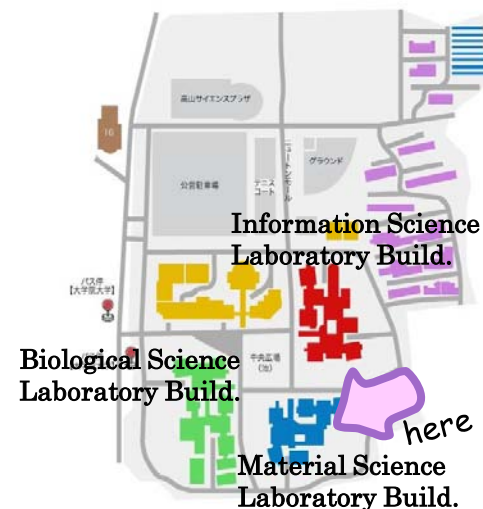 高山サイエンスプラザ
16
ニュートンモール
グラウンド
公営駐車場
テニス
コート
Information Science
Laboratory Build.
バス停
【大学院大学】
中央広場
(池)
Biological Science
Laboratory Build.
here
Material Science
Laboratory Build.